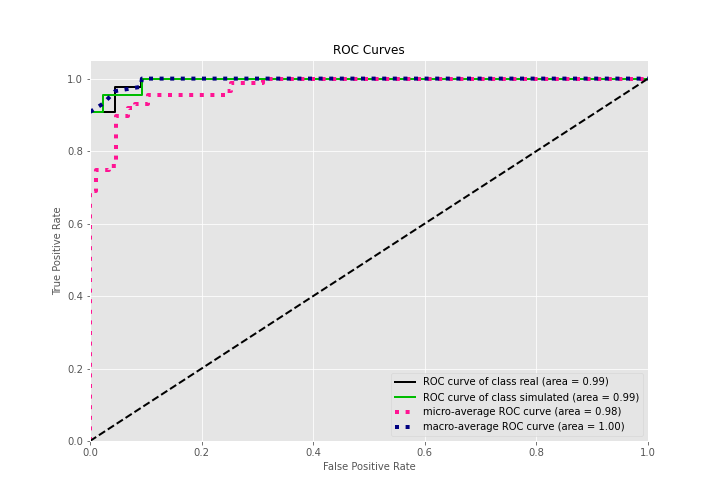 ROC Curves
1.0
0.8
0.6
0.4
0.2
0.0
True Positive Rate
0.0 0.2 0.4 0.6 0.8 1.0
False Positive Rate
ROC curve of class real (area = 0.99)
ROC curve of class simulated (area = 0.99)
micro-average ROC curve (area = 0.98)
macro-average ROC curve (area = 1.00)